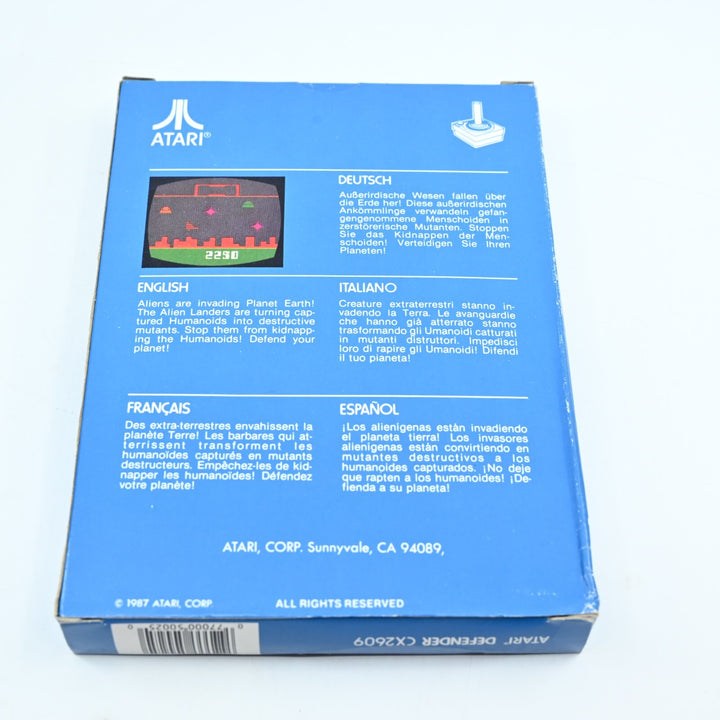 ATARI®
2290
DEUTSCH
Außerirdische Wesen fallen über
die Erde her! Diese außerirdischen
Ankömmlinge verwandeln gefan-
gengenommene Menschoiden in
zerstörerische Mutanten. Stoppen
Sie das Kidnappen der Men-
schoiden! Verteidigen Sie Ihren
Planeten!
ENGLISH
Aliens are invading Planet Earth!
The Alien Landers are turning cap-
tured Humanoids into destructive
mutants. Stop them from kidnapp-
ing the Humanoids! Defend your
planet!
ITALIANO
Creature extraterrestri stanno in-
vadendo la Terra. Le avanguardie
che hanno già atterrato stanno
trasformando gli Umanoidi catturati
in mutanti distruttori. Impedisci
loro di rapire gli Umanoidi! Difendi
il tuo pianeta!
FRANÇAIS
Des extra-terrestres envahissent la
planète Terre! Les barbares qui at-
terrissent transforment les
humanoïdes capturés en mutants
destructeurs. Empêchez-les de kid-
napper les humanoïdes! Défendez
votre planète!
ESPAÑOL
¡Los alienigenas están invadiendo
el planeta tierra! Los invasores
alienigenas están convirtiendo en
mutantes destructivos a los
humanoides capturados. ¡No deje
que rapten a los humanoides! ¡De-
fienda a su planeta!
ATARI, CORP. Sunnyvale, CA 94089,
© 1987 ATARI, CORP. ALL RIGHTS RESERVED
0 77000 50025 0
ATARI® DEFENDER CX2609